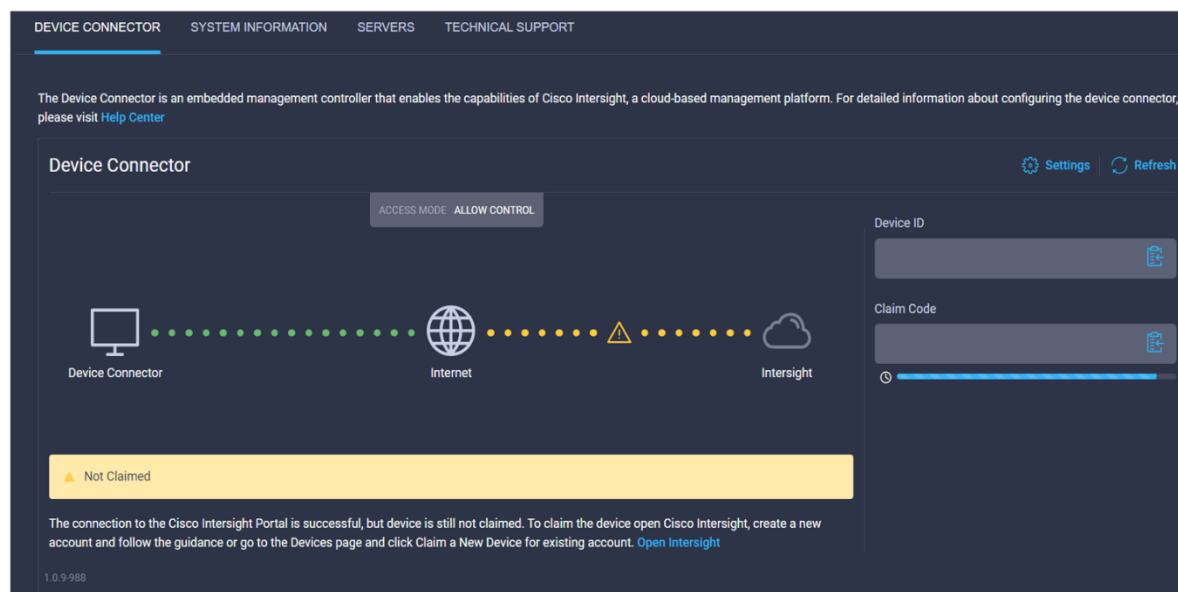 DEVICE CONNECTOR SYSTEM INFORMATION SERVERS TECHNICAL SUPPORT
The Device Connector is an embedded management controller that enables the capabilities of Cisco Intersight, a cloud-based management platform. For detailed information about configuring the device connector,
please visit Help Center
Device Connector
Settings Refresh
ACCESS MODE ALLOW CONTROL
Device ID
Claim Code
Device Connector Internet Intersight
Not Claimed
The connection to the Cisco Intersight Portal is successful, but device is still not claimed. To claim the device open Cisco Intersight, create a new
account and follow the guidance or go to the Devices page and click Claim a New Device for existing account. Open Intersight
1.0.9-988